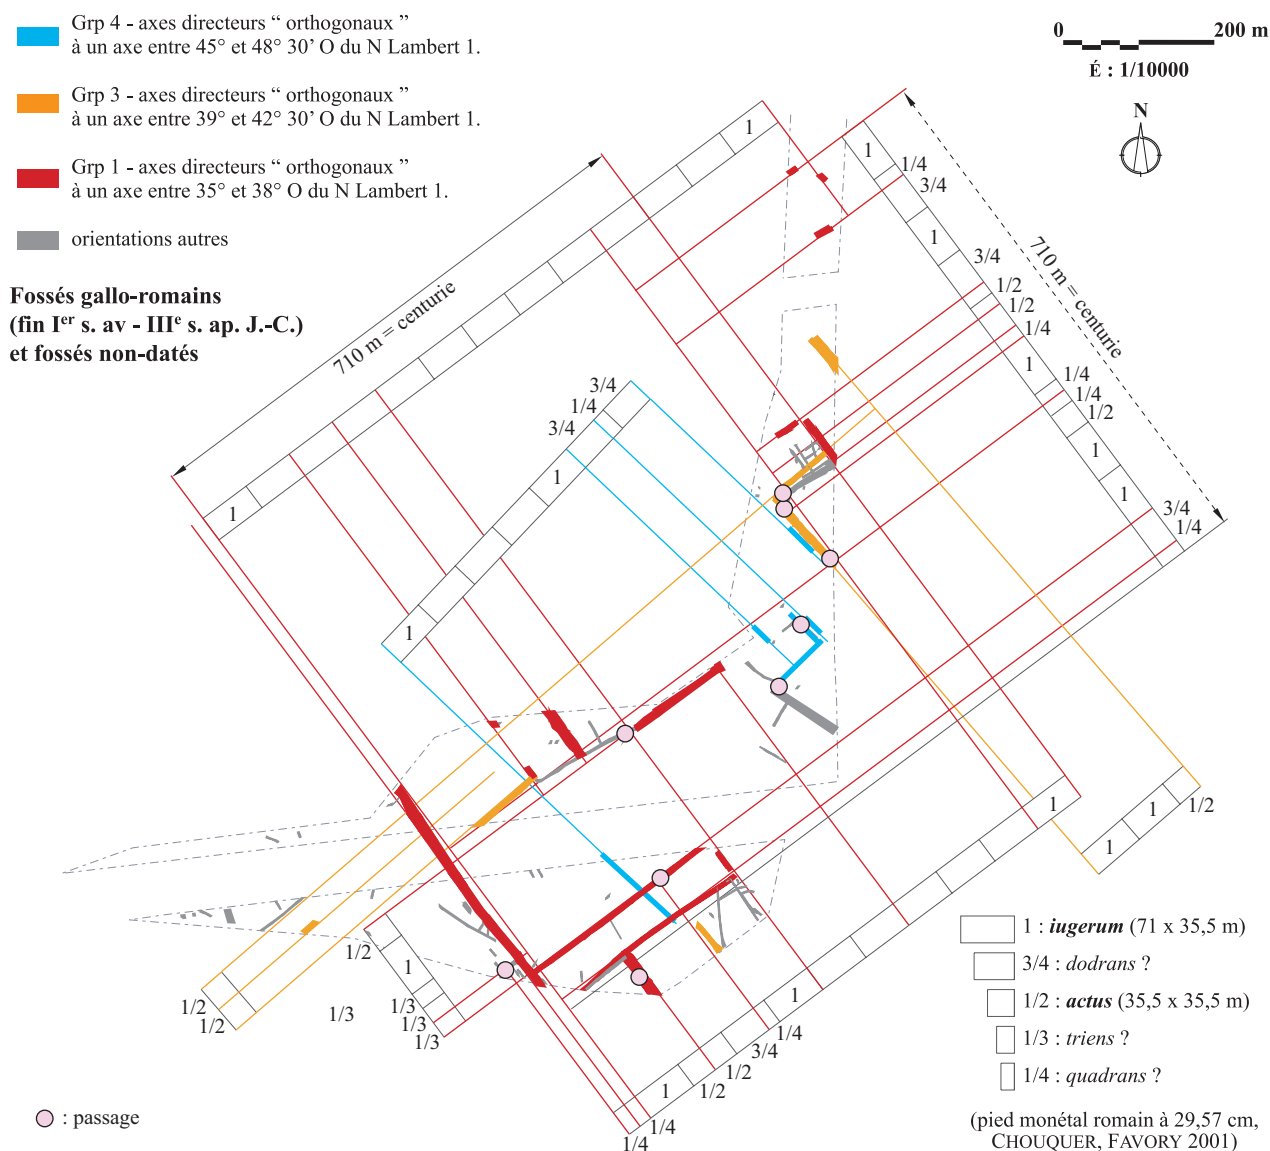 Grp 4 - axes directeurs “ orthogonaux ”
à un axe entre 45° et 48° 30’ O du N Lambert 1.
Grp 3 - axes directeurs “ orthogonaux ”
à un axe entre 39° et 42° 30’ O du N Lambert 1.
Grp 1 - axes directeurs “ orthogonaux ”
à un axe entre 35° et 38° O du N Lambert 1.
orientations autres
Fossés gallo-romains
(fin Ier s. av - IIIe s. ap. J.-C.)
et fossés non-datés
0 200 m
É : 1/10000
N
710 m = centurie
710 m = centurie
1
1
1/4
3/4
1
3/4
1/2
1/2
1/4
1
1/4
1/4
1/2
1
1
3/4
1/4
3/4
1/4
3/4
1
1
1
1/2
1/2
1/3
1/2
1
1/3
1/3
1/3
1
1
1/2
1
1
1/4
3/4
1/2
1/2
1
1/4
1/4
1 : iugerum (71 x 35,5 m)
3/4 : dodrans ?
1/2 : actus (35,5 x 35,5 m)
1/3 : triens ?
1/4 : quadrans ?
(pied monétal romain à 29,57 cm,
CHOUQUER, FAVORY 2001)
: passage